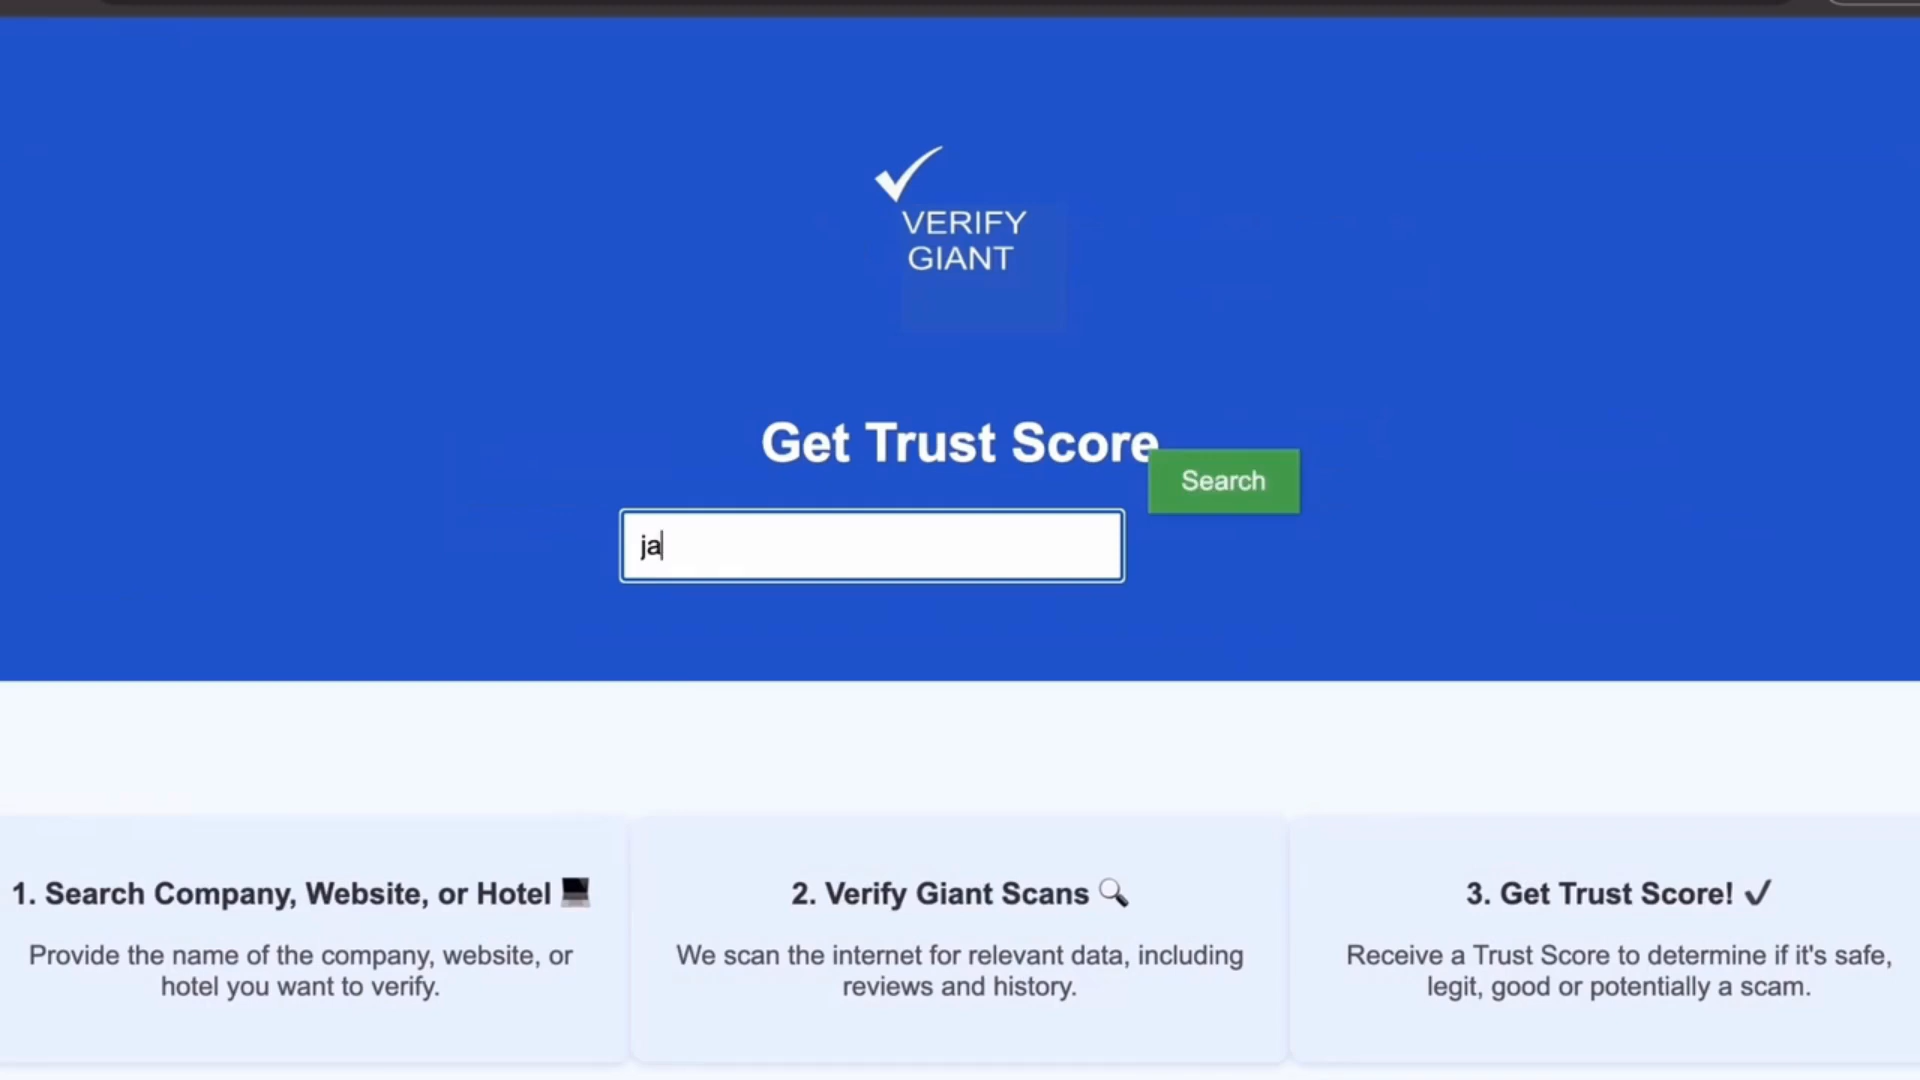 VERIFY
GIANT
Get Trust Score
Search
ja
1. Search Company, Website, or Hotel 💻
Provide the name of the company, website, or
hotel you want to verify.
2. Verify Giant Scans 🔍
We scan the internet for relevant data, including
reviews and history.
3. Get Trust Score! ✓
Receive a Trust Score to determine if it's safe,
legit, good or potentially a scam.